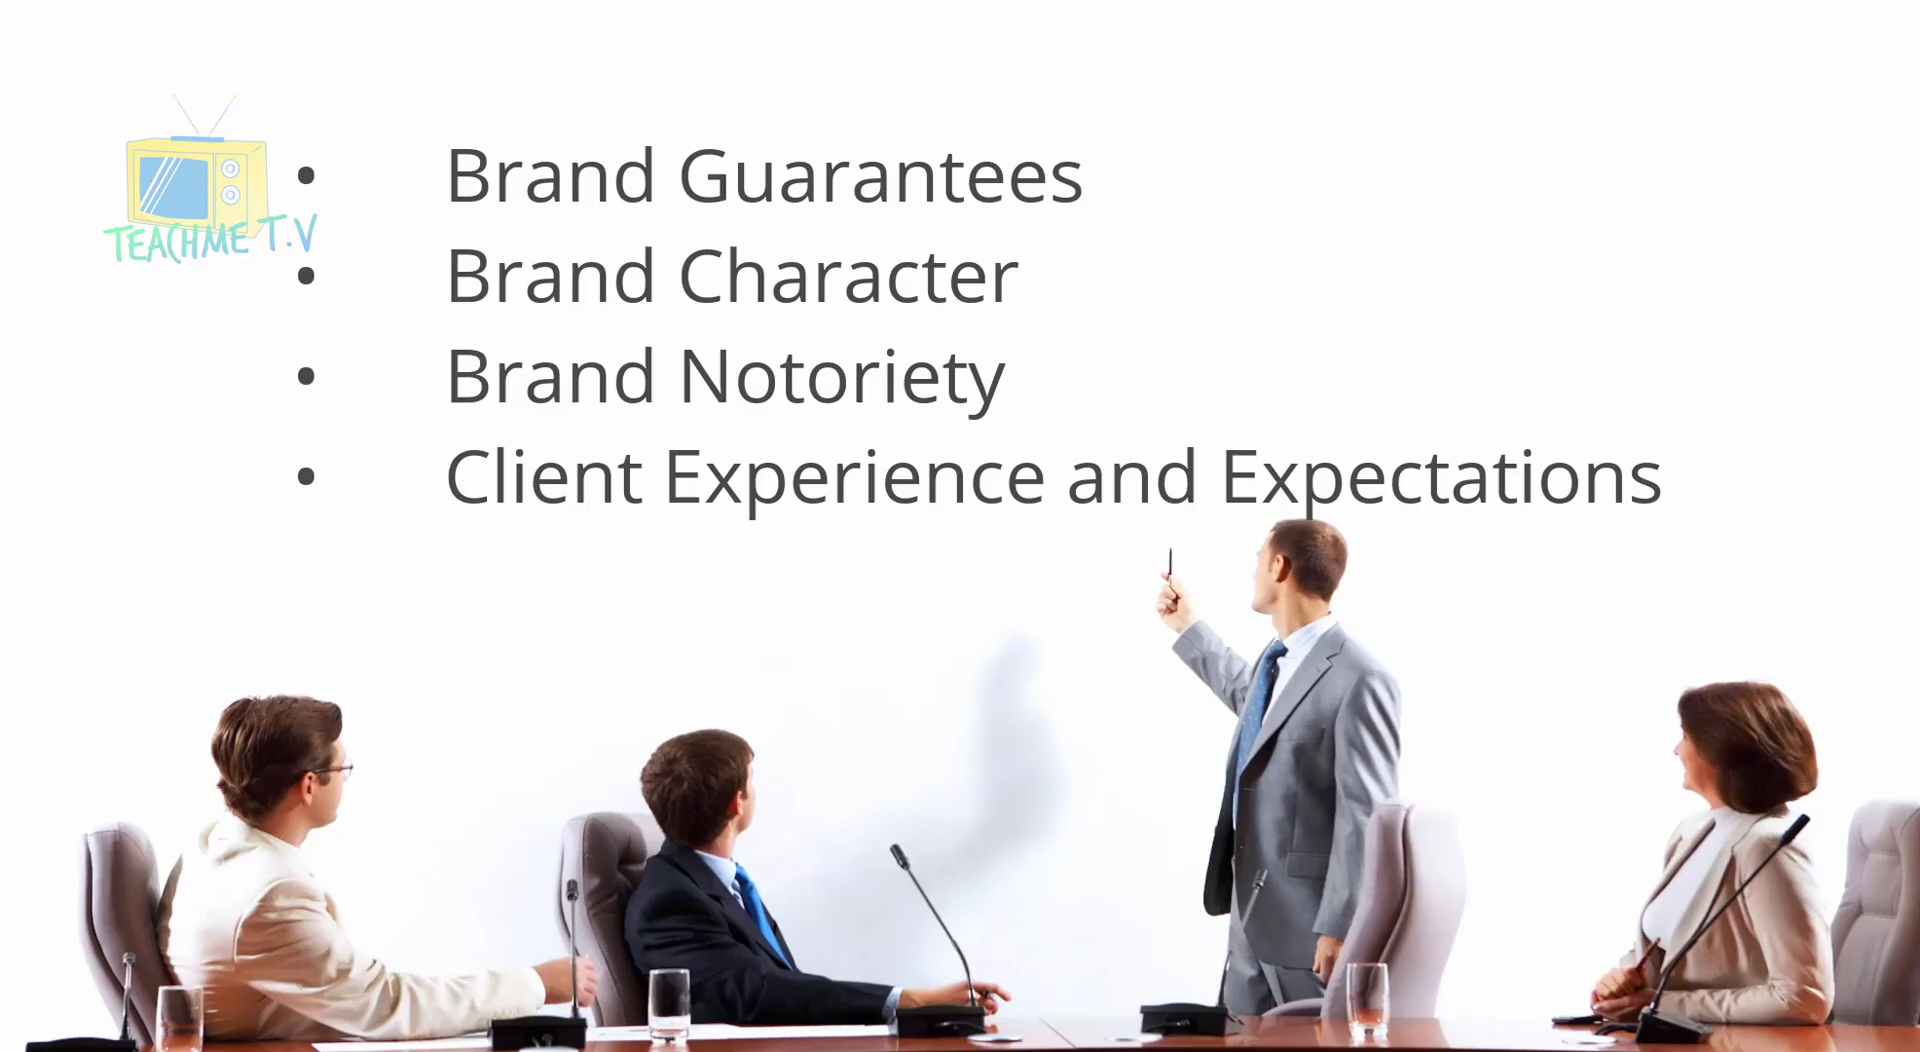 TEACHME T.V
• Brand Guarantees
• Brand Character
• Brand Notoriety
• Client Experience and Expectations